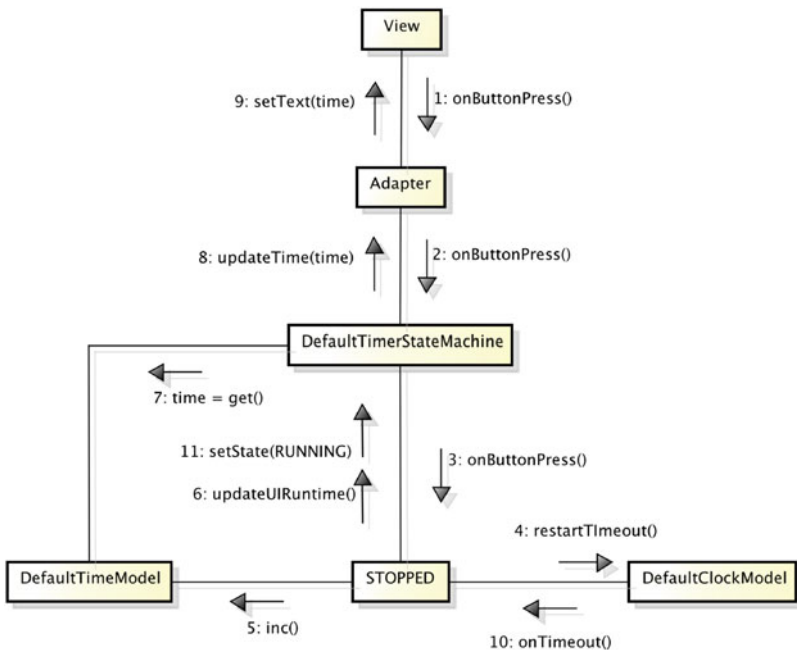 View
9: setText(time)
1: onButtonPress()
Adapter
8: updateTime(time)
2: onButtonPress()
DefaultTimerStateMachine
7: time = get()
11: setState(RUNNING)
3: onButtonPress()
6: updateUIRuntime()
4: restartTImeout()
DefaultTimeModel
STOPPED
DefaultClockModel
5: inc()
10: onTimeout()